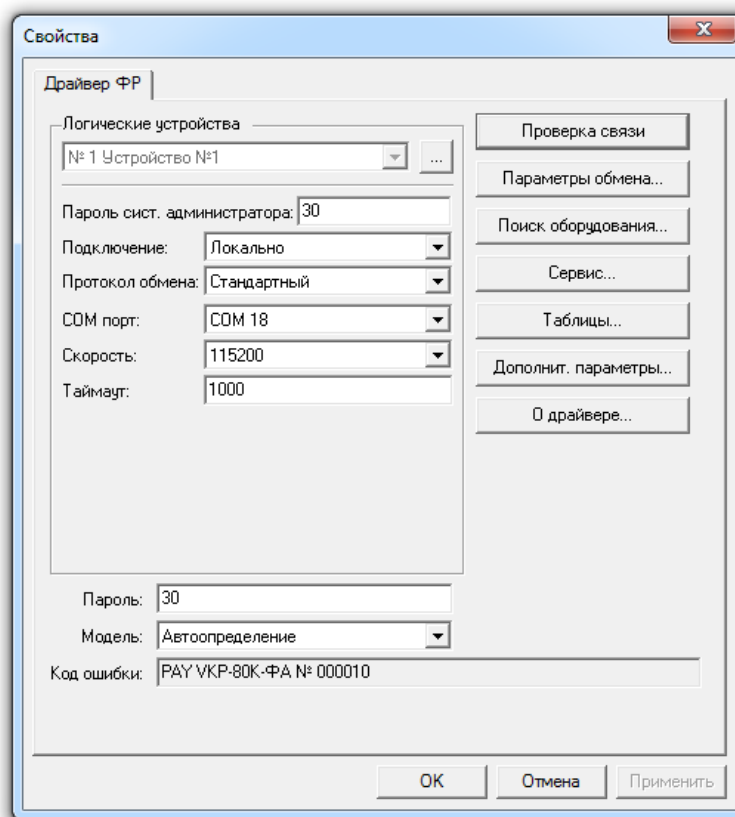 Свойства
Драйвер ФР
Логические устройства
№ 1 Устройство №1
...
Пароль сист. администратора: 30
Подключение: Локально
Протокол обмена: Стандартный
COM порт: COM 18
Скорость: 115200
Таймаут: 1000
Проверка связи
Параметры обмена...
Поиск оборудования...
Сервис...
Таблицы...
Дополнит. параметры...
О драйвере...
Пароль: 30
Модель: Автоопределение
Код ошибки: PAY VKP-80K-ФА № 000010
OK Отмена Применить